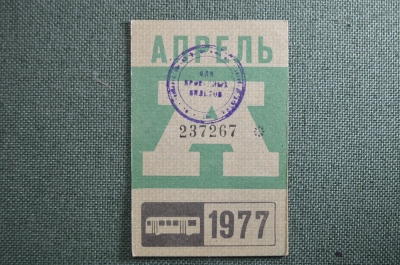 АПРЕЛЬ
ДЛЯ
ПРОЕЗДНЫХ
БИЛЕТОВ
А
237267
1977